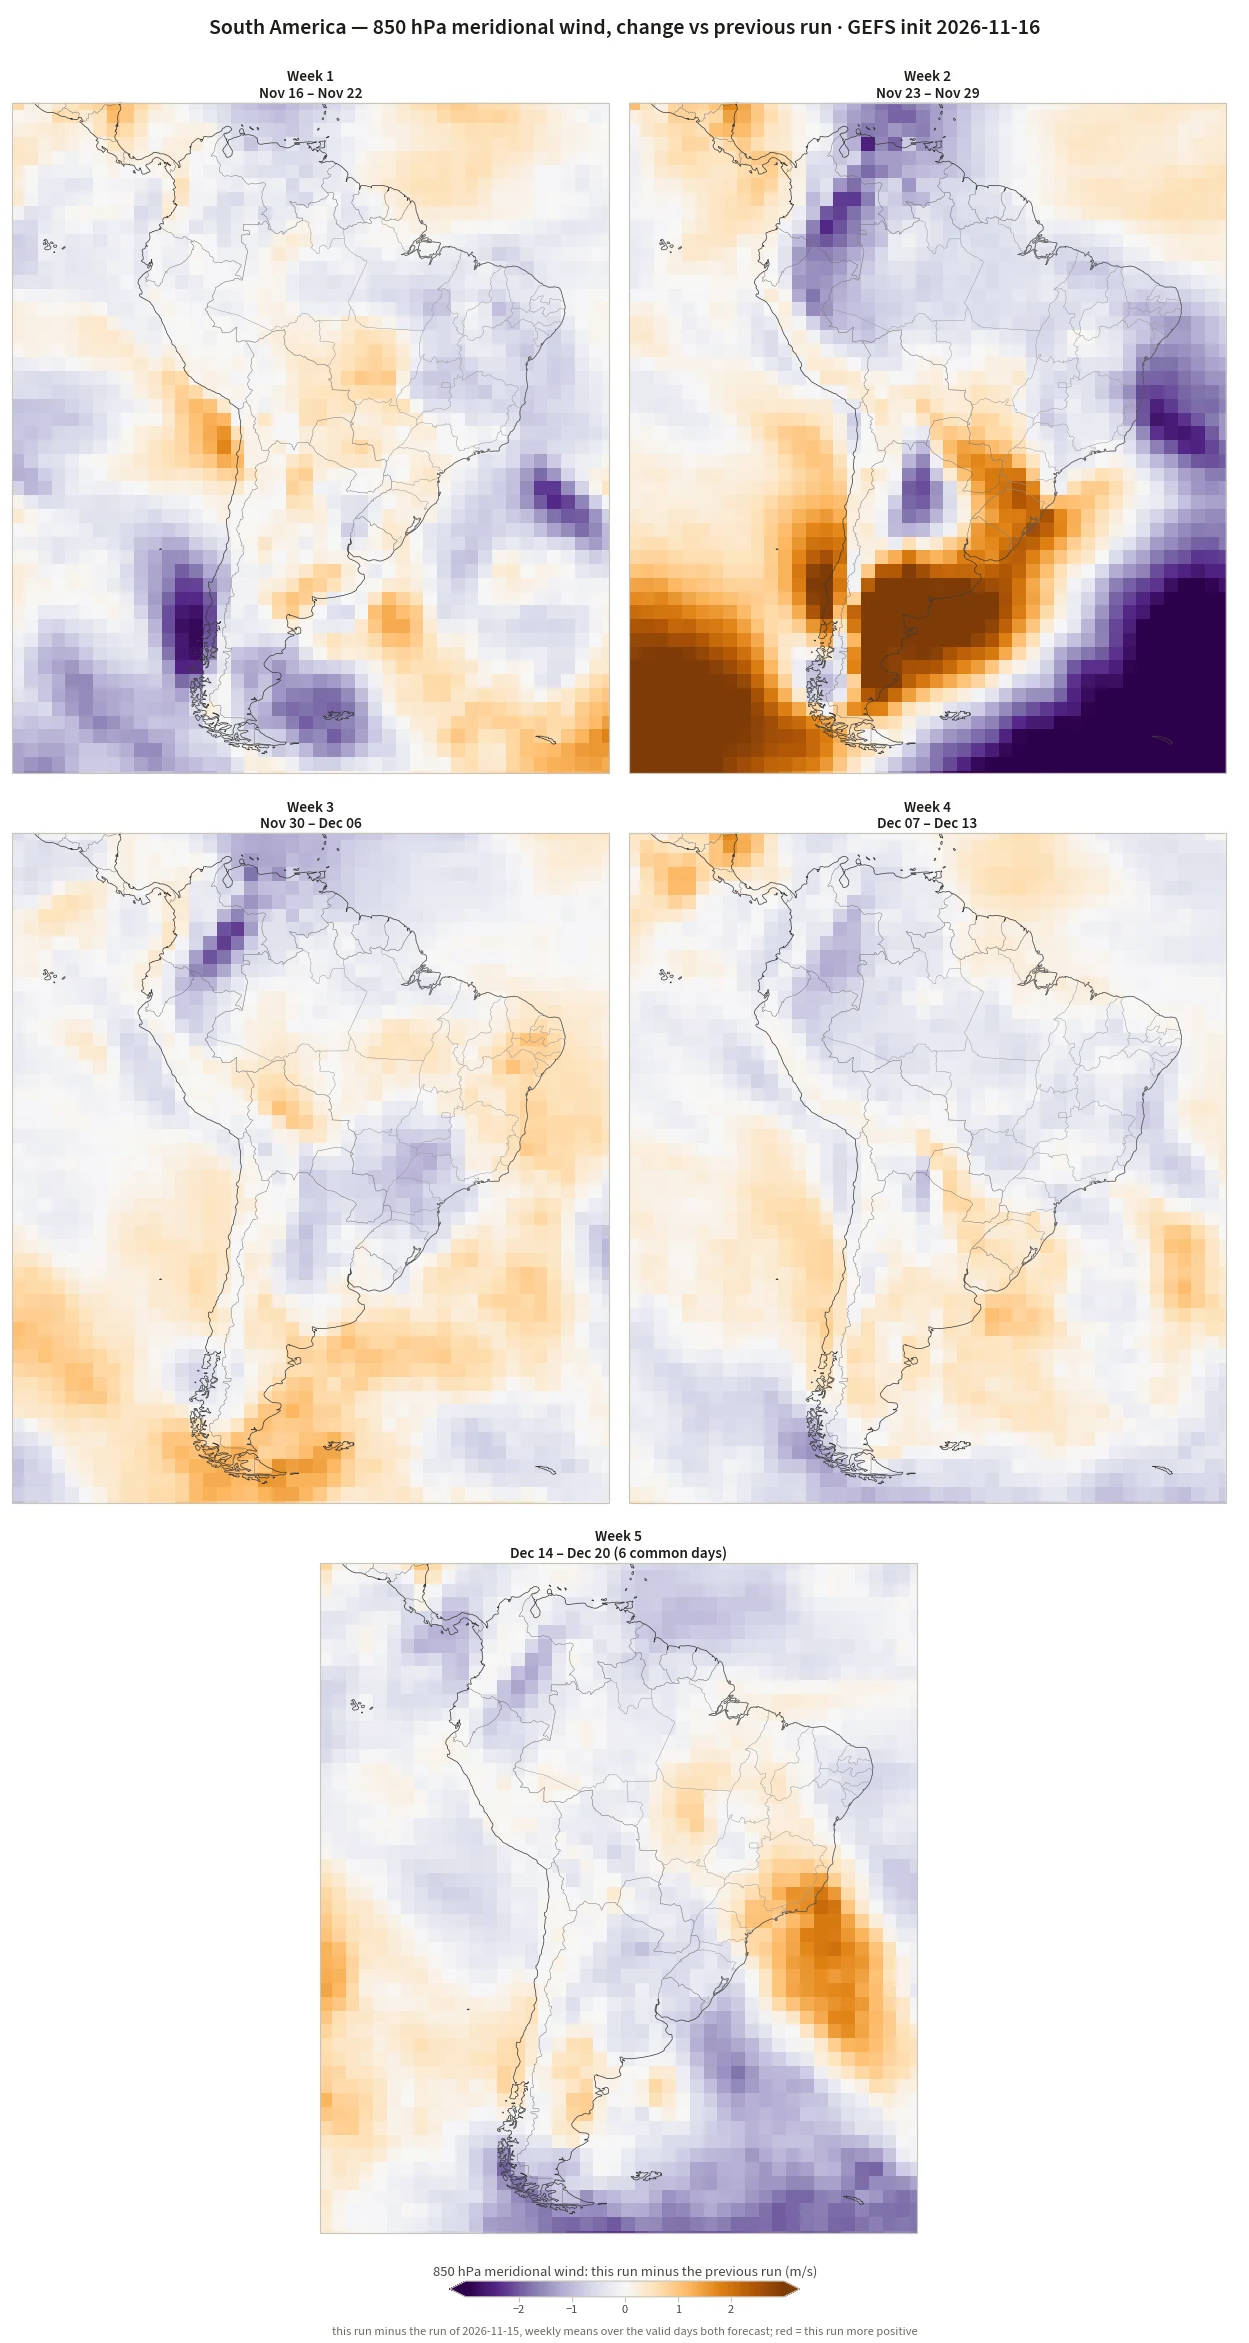 South America — 850 hPa meridional wind, change vs previous run · GEFS init 2026-11-16
Week 1
Nov 16 – Nov 22
Week 2
Nov 23 – Nov 29
Week 3
Nov 30 – Dec 06
Week 4
Dec 07 – Dec 13
Week 5
Dec 14 – Dec 20 (6 common days)
850 hPa meridional wind: this run minus the previous run (m/s)
−2 −1 0 1 2
this run minus the run of 2026-11-15, weekly means over the valid days both forecast; red = this run more positive